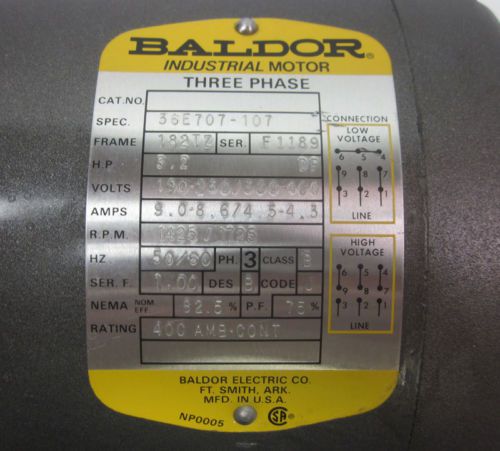 BALDOR®
INDUSTRIAL MOTOR
THREE PHASE
CAT.NO.
SPEC. 36E707-107
FRAME 182TZ SER. F1189
H.P. 3.2
VOLTS
AMPS 9.0-8.6/4.5-4.3
R.P.M. 1425/1725
HZ 50/60 PH. 3 CLASS B
SER. F. 1.00 DES B CODE J
NEMA NOM. EFF. 82.5 % P.F. 75 %
RATING 40C AMB-CONT
CONNECTION
LOW
VOLTAGE
6 5 4
9 8 7
3 2 1
LINE
HIGH
VOLTAGE
6 5 4
9 8 7
3 2 1
LINE
BALDOR ELECTRIC CO.
FT. SMITH, ARK.
MFD. IN U.S.A.
NP0005
SA